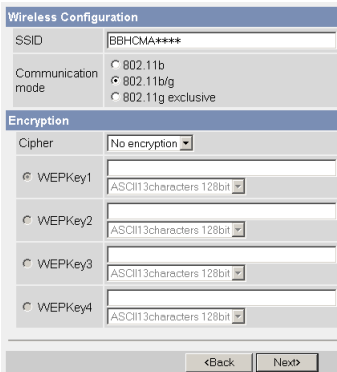 Wireless Configuration
SSID BBHCMA****
Communication mode
802.11b
802.11b/g
802.11g exclusive
Encryption
Cipher No encryption
WEPKey1
ASCII13characters 128bit
WEPKey2
ASCII13characters 128bit
WEPKey3
ASCII13characters 128bit
WEPKey4
ASCII13characters 128bit
<Back Next>